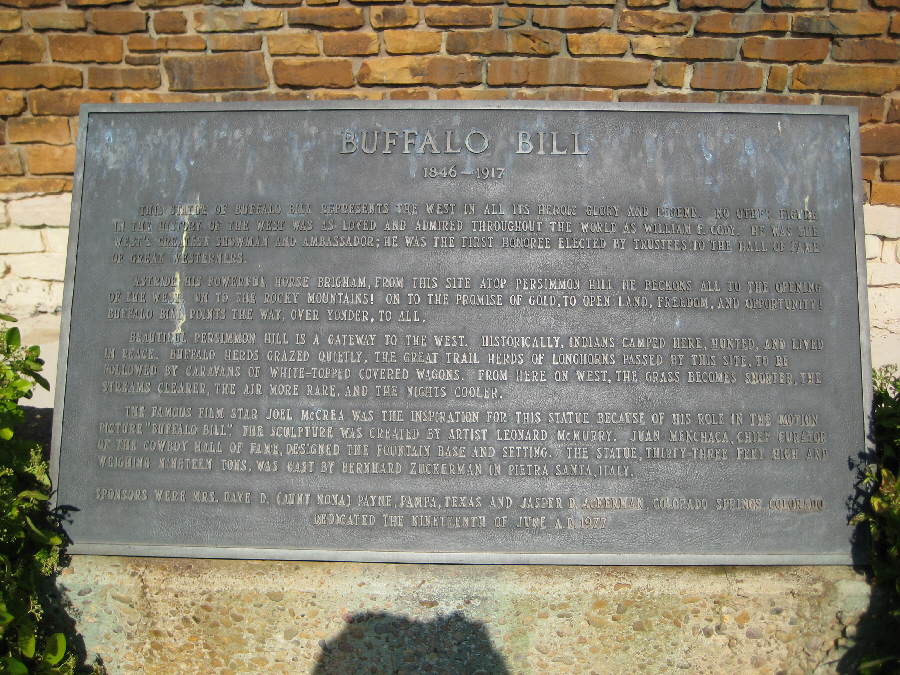 BUFFALO BILL
1846-1917
THIS STATUE OF BUFFALO BILL REPRESENTS THE WEST IN ALL ITS HEROIC GLORY AND LEGEND. NO OTHER FIGURE
IN THE HISTORY OF THE WEST WAS AS LOVED AND ADMIRED THROUGHOUT THE WORLD AS WILLIAM F. CODY. HE WAS THE
WEST'S GREATEST SHOWMAN AND AMBASSADOR; HE WAS THE FIRST HONOREE ELECTED BY TRUSTEES TO THE HALL OF FAME
OF GREAT WESTERNERS.
ASTRIDE HIS POWERFUL HORSE BRIGHAM, FROM THIS SITE ATOP PERSIMMON HILL HE BECKONS ALL TO THE OPENING
OF THE WEST. ON TO THE ROCKY MOUNTAINS! ON TO THE PROMISE OF GOLD, TO OPEN LAND, FREEDOM, AND OPPORTUNITY!
BUFFALO BILL POINTS THE WAY, OVER YONDER, TO ALL.
BEAUTIFUL PERSIMMON HILL IS A GATEWAY TO THE WEST. HISTORICALLY, INDIANS CAMPED HERE, HUNTED, AND LIVED
IN PEACE. BUFFALO HERDS GRAZED QUIETLY, THE GREAT TRAIL HERDS OF LONGHORNS PASSED BY THIS SITE, TO BE
FOLLOWED BY CARAVANS OF WHITE-TOPPED COVERED WAGONS. FROM HERE ON WEST, THE GRASS BECOMES SHORTER, THE
STREAMS CLEARER, THE AIR MORE RARE, AND THE NIGHTS COOLER.
THE FAMOUS FILM STAR JOEL McCREA WAS THE INSPIRATION FOR THIS STATUE BECAUSE OF HIS ROLE IN THE MOTION
PICTURE "BUFFALO BILL". THE SCULPTURE WAS CREATED BY ARTIST LEONARD McMURRY. JUAN MENCHACA, CHIEF CURATOR
OF THE COWBOY HALL OF FAME, DESIGNED THE FOUNTAIN BASE AND SETTING. THE STATUE, THIRTY-THREE FEET HIGH AND
WEIGHING NINETEEN TONS, WAS CAST BY BERNHARD ZUCKERMAN IN PIETRA SANTA, ITALY.
SPONSORS WERE MRS. DAVE D. (AUNT NONA) PAYNE, PAMPA, TEXAS AND JASPER D. ACKERMAN, COLORADO SPRINGS, COLORADO
DEDICATED THE NINETEENTH OF JUNE A.D. 1977